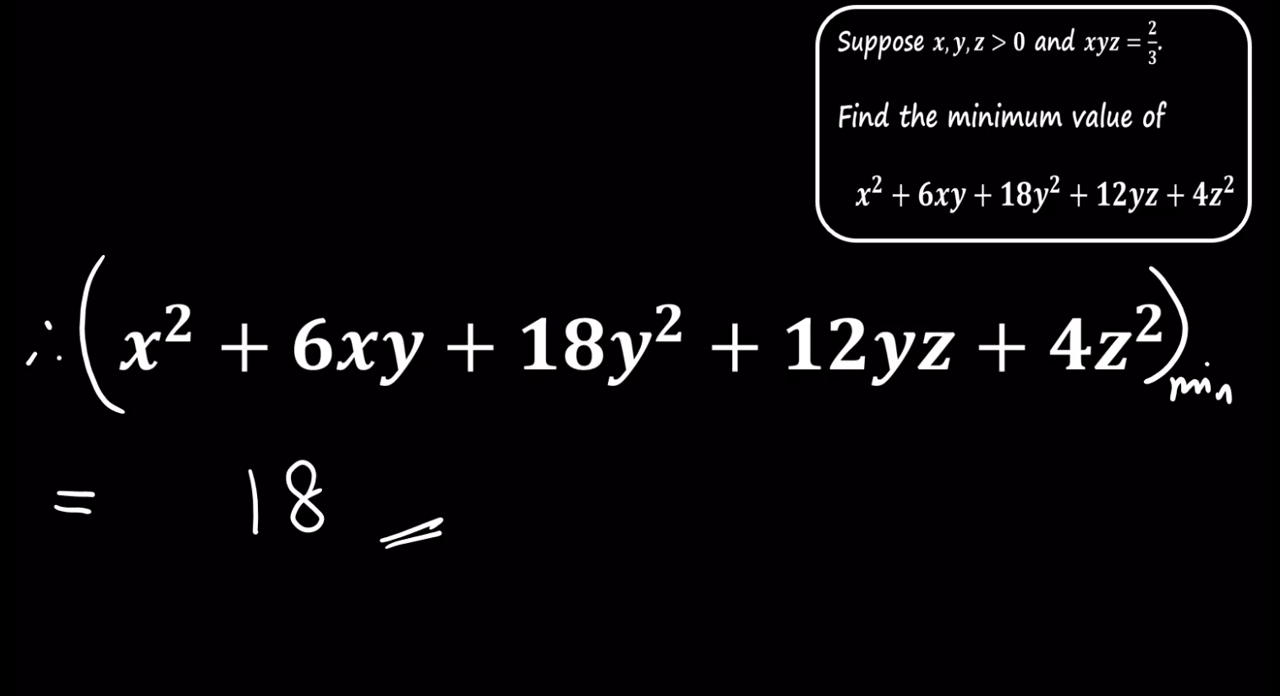 Suppose x, y, z > 0 and xyz = 2/3.
Find the minimum value of
x² + 6xy + 18y² + 12yz + 4z²
∴ (x² + 6xy + 18y² + 12yz + 4z²)min
= 18